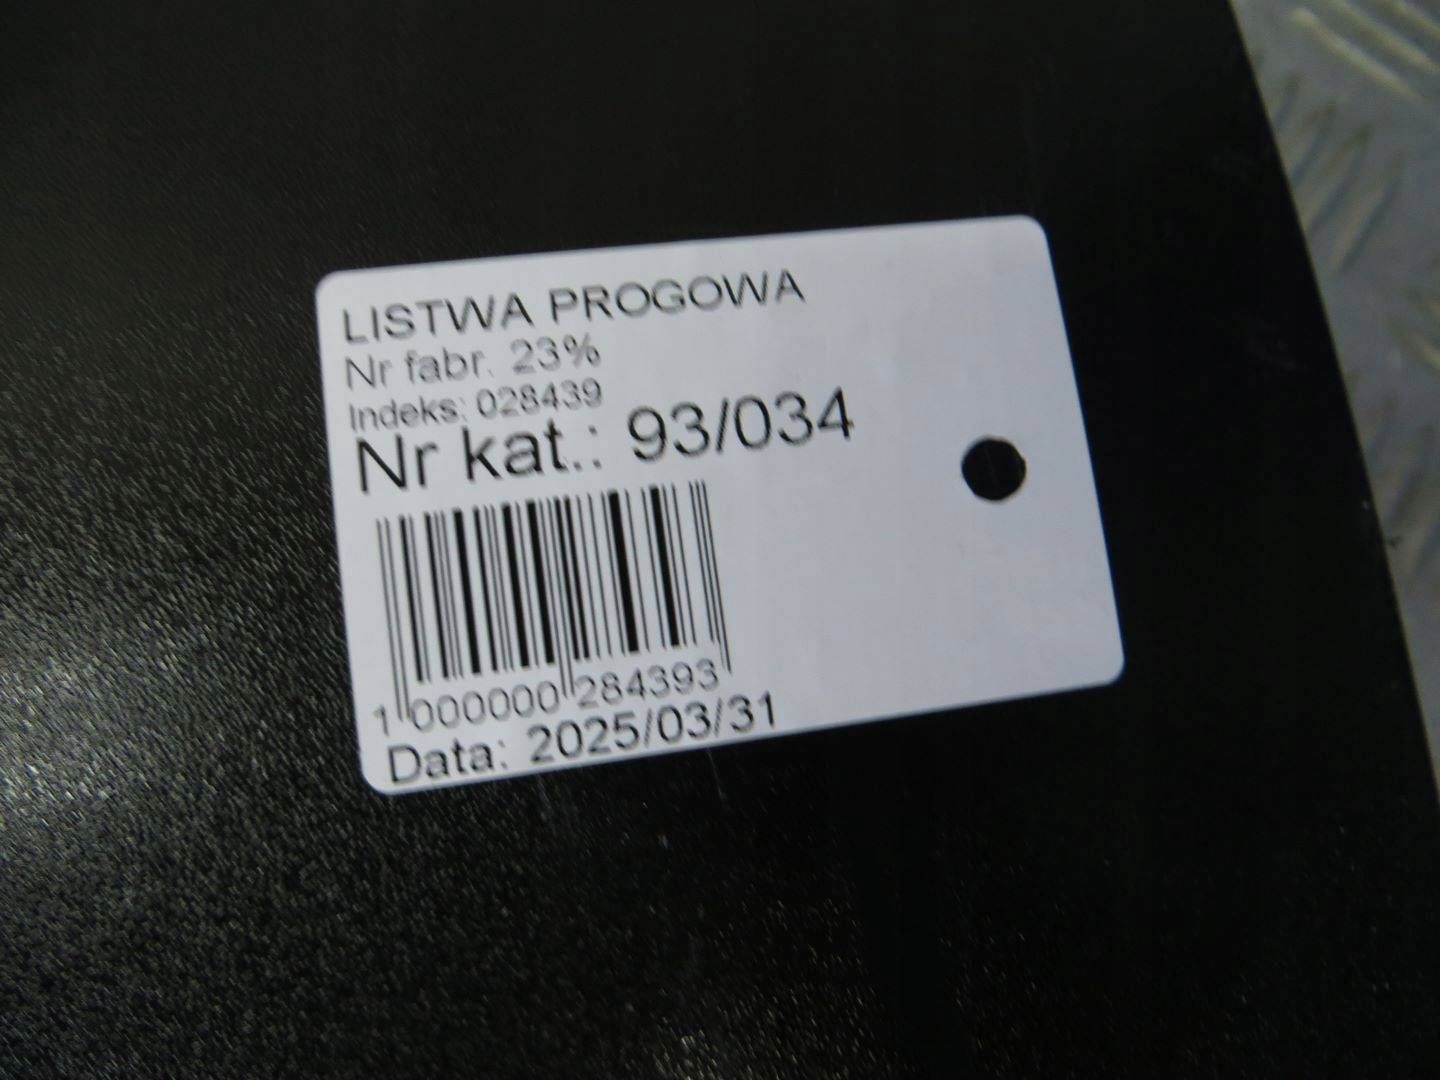 LISTWA PROGOWA
Nr fabr. 23%
Indeks: 028439
Nr kat.: 93/034
1 000000 284393
Data: 2025/03/31